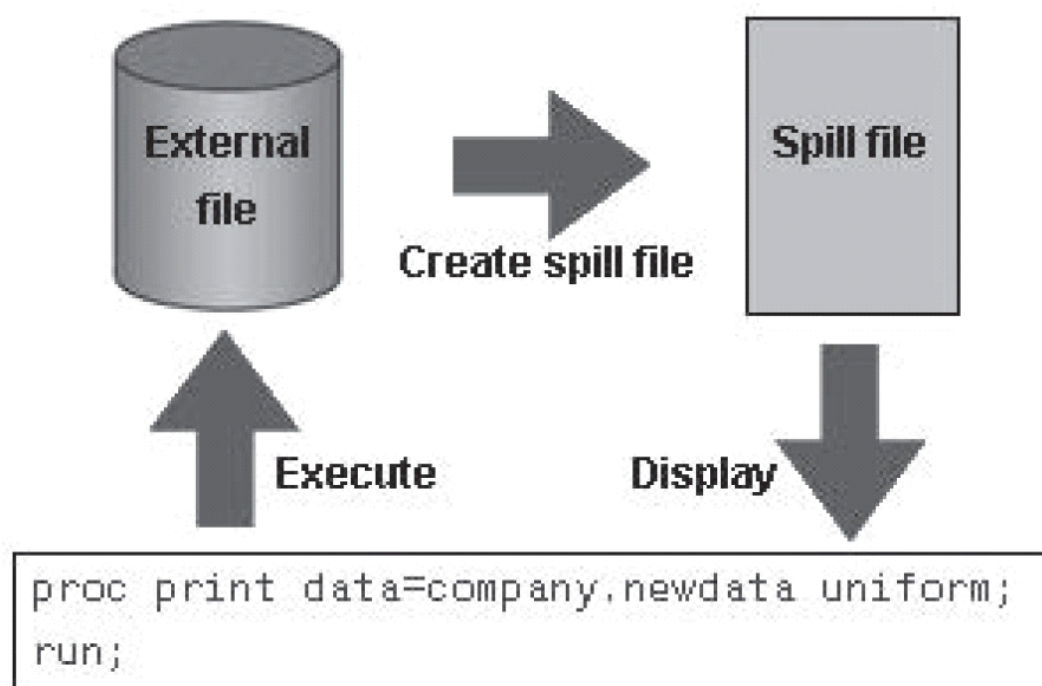 External
file
Spill file
Create spill file
Execute
Display
proc print data=company.newdata uniform;
run;